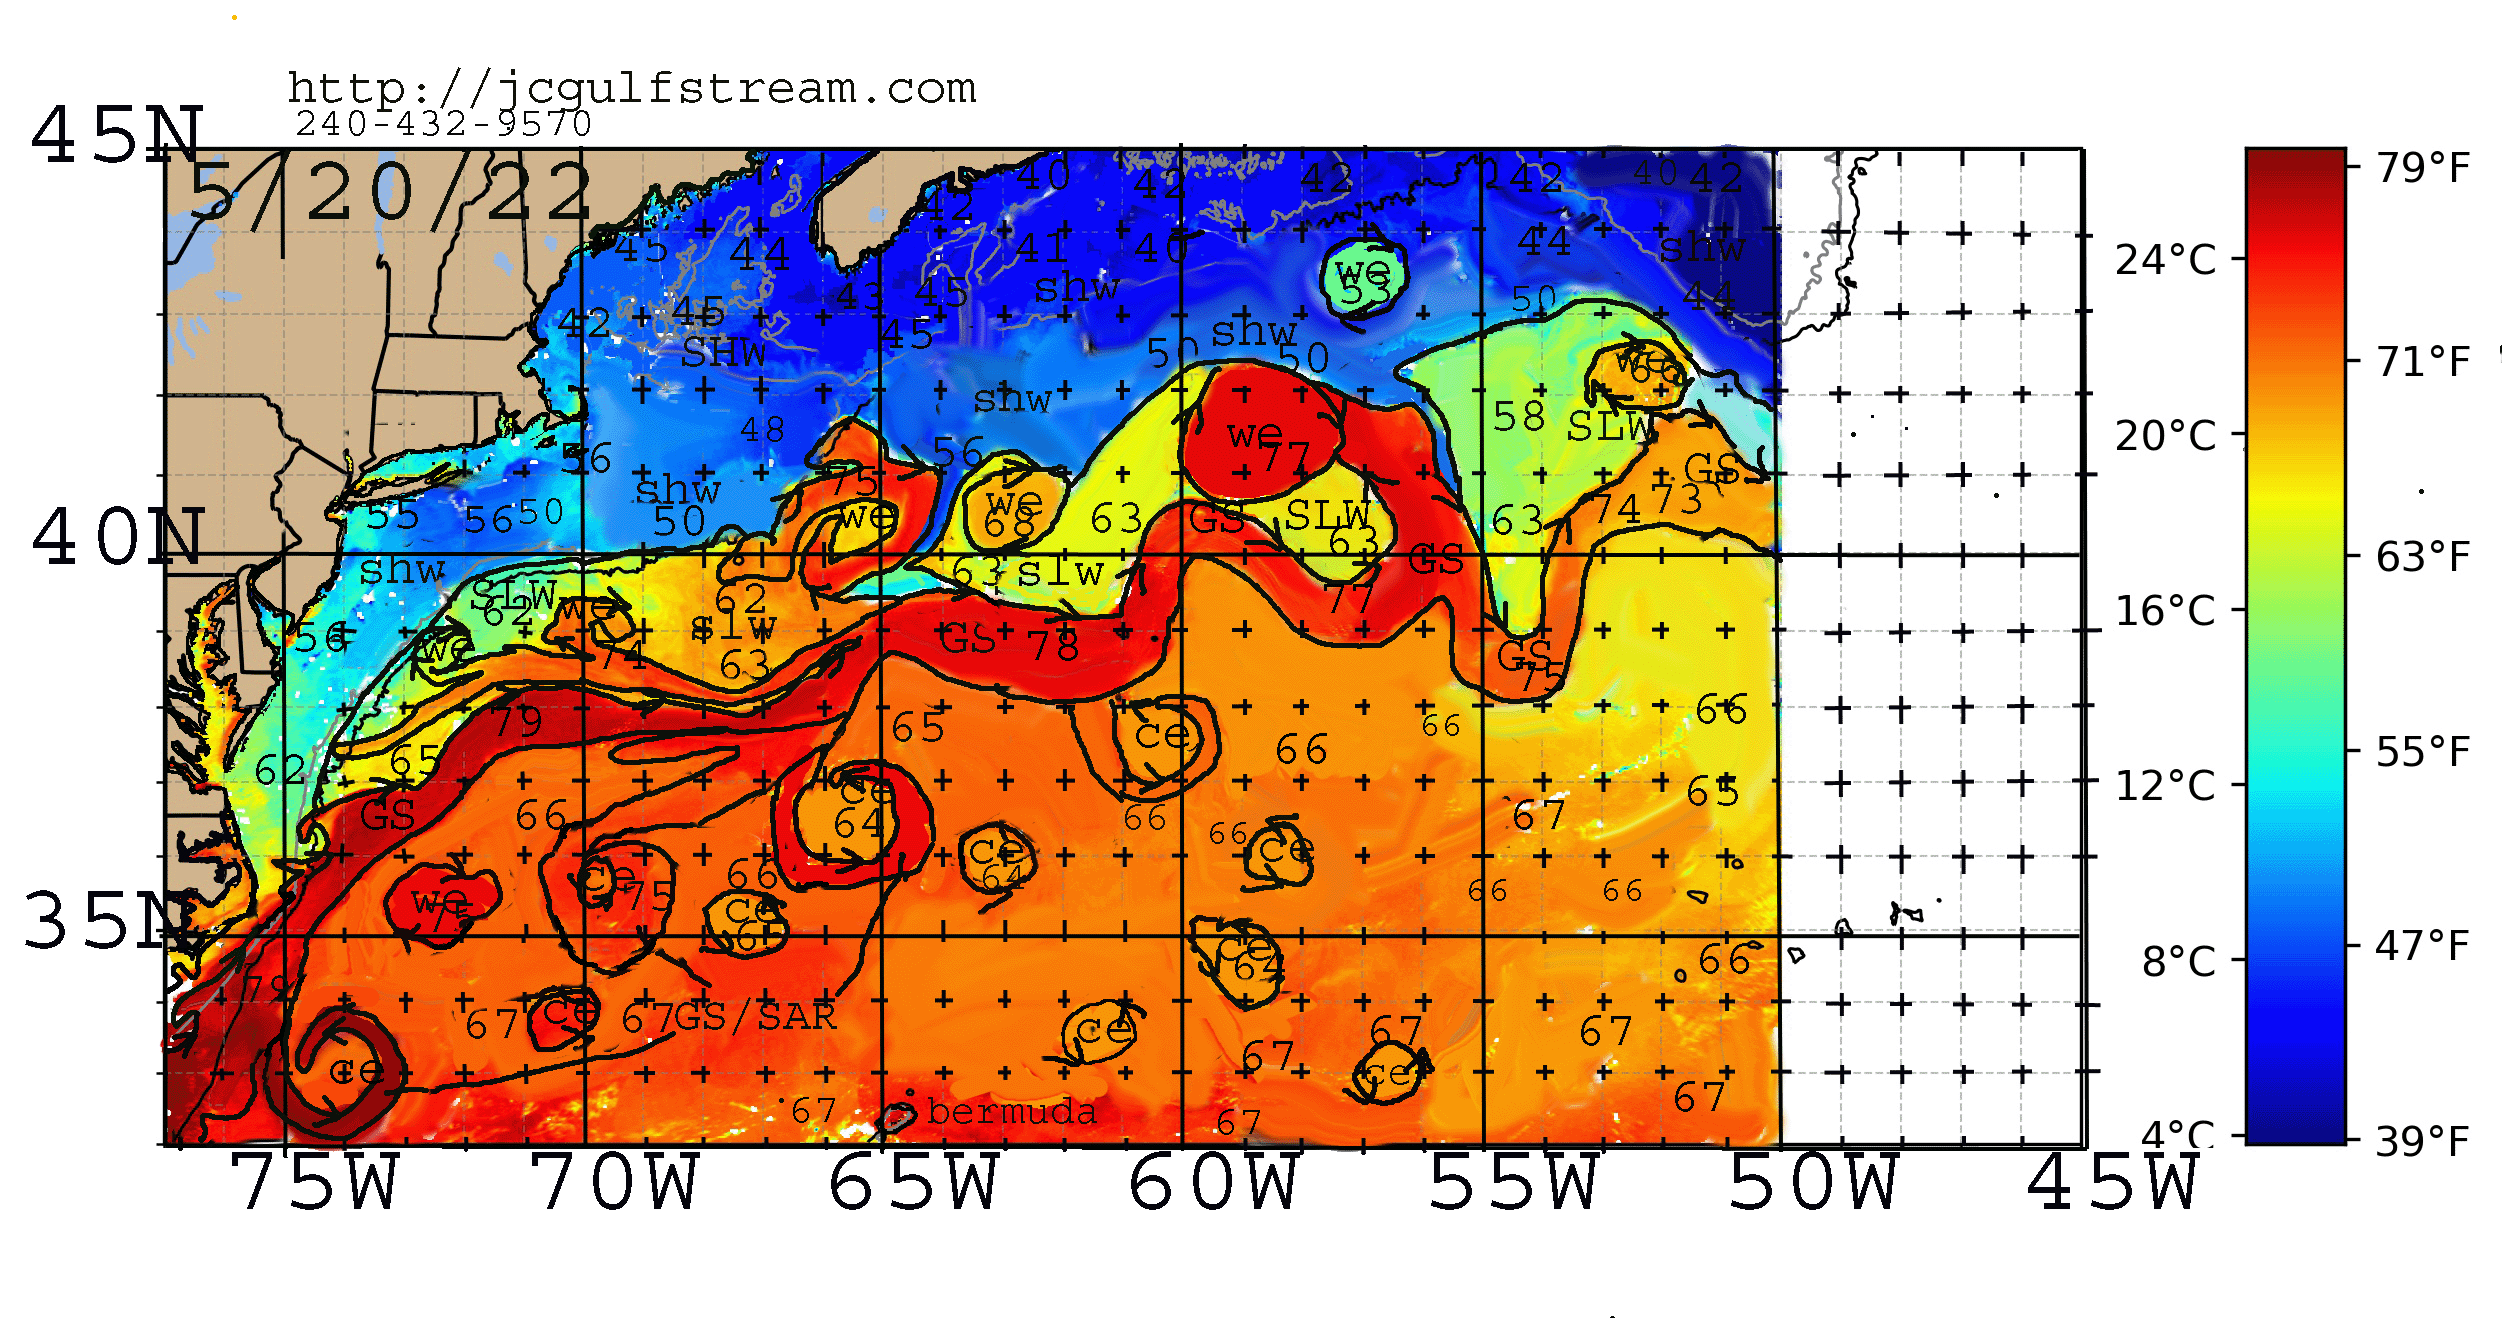 http://jcgulfstream.com
240-432-9570
45N
5/20/22
40 42 42 42 40 42
42
45 44 41 40 44 shw
we
53
43 45 shw 50 44
42 45 45 shw
SHW 50 50
we
shw 58
48 SLW
56 56 we 77 GS
shw 75 we SLW 74 73
55 56 50 50 we 68 63 GS 63 63
40N
shw 63 slw GS
SLW 62 we 62 77
56 we slw GS 78 GS
74 63 75
79 65 ce 66 66 66
62 65
GS 66 ce 64 66 66 67 65
ce ce
we ce 75 66 64 66 66
ce
35N
ce 64 66
79
67 ce 67 GS/SAR ce 67 67
ce 67 ce
67 bermuda 67 67
75W 70W 65W 60W 55W 50W 45W
24°C
20°C
16°C
12°C
8°C
4°C
79°F
71°F
63°F
55°F
47°F
39°F